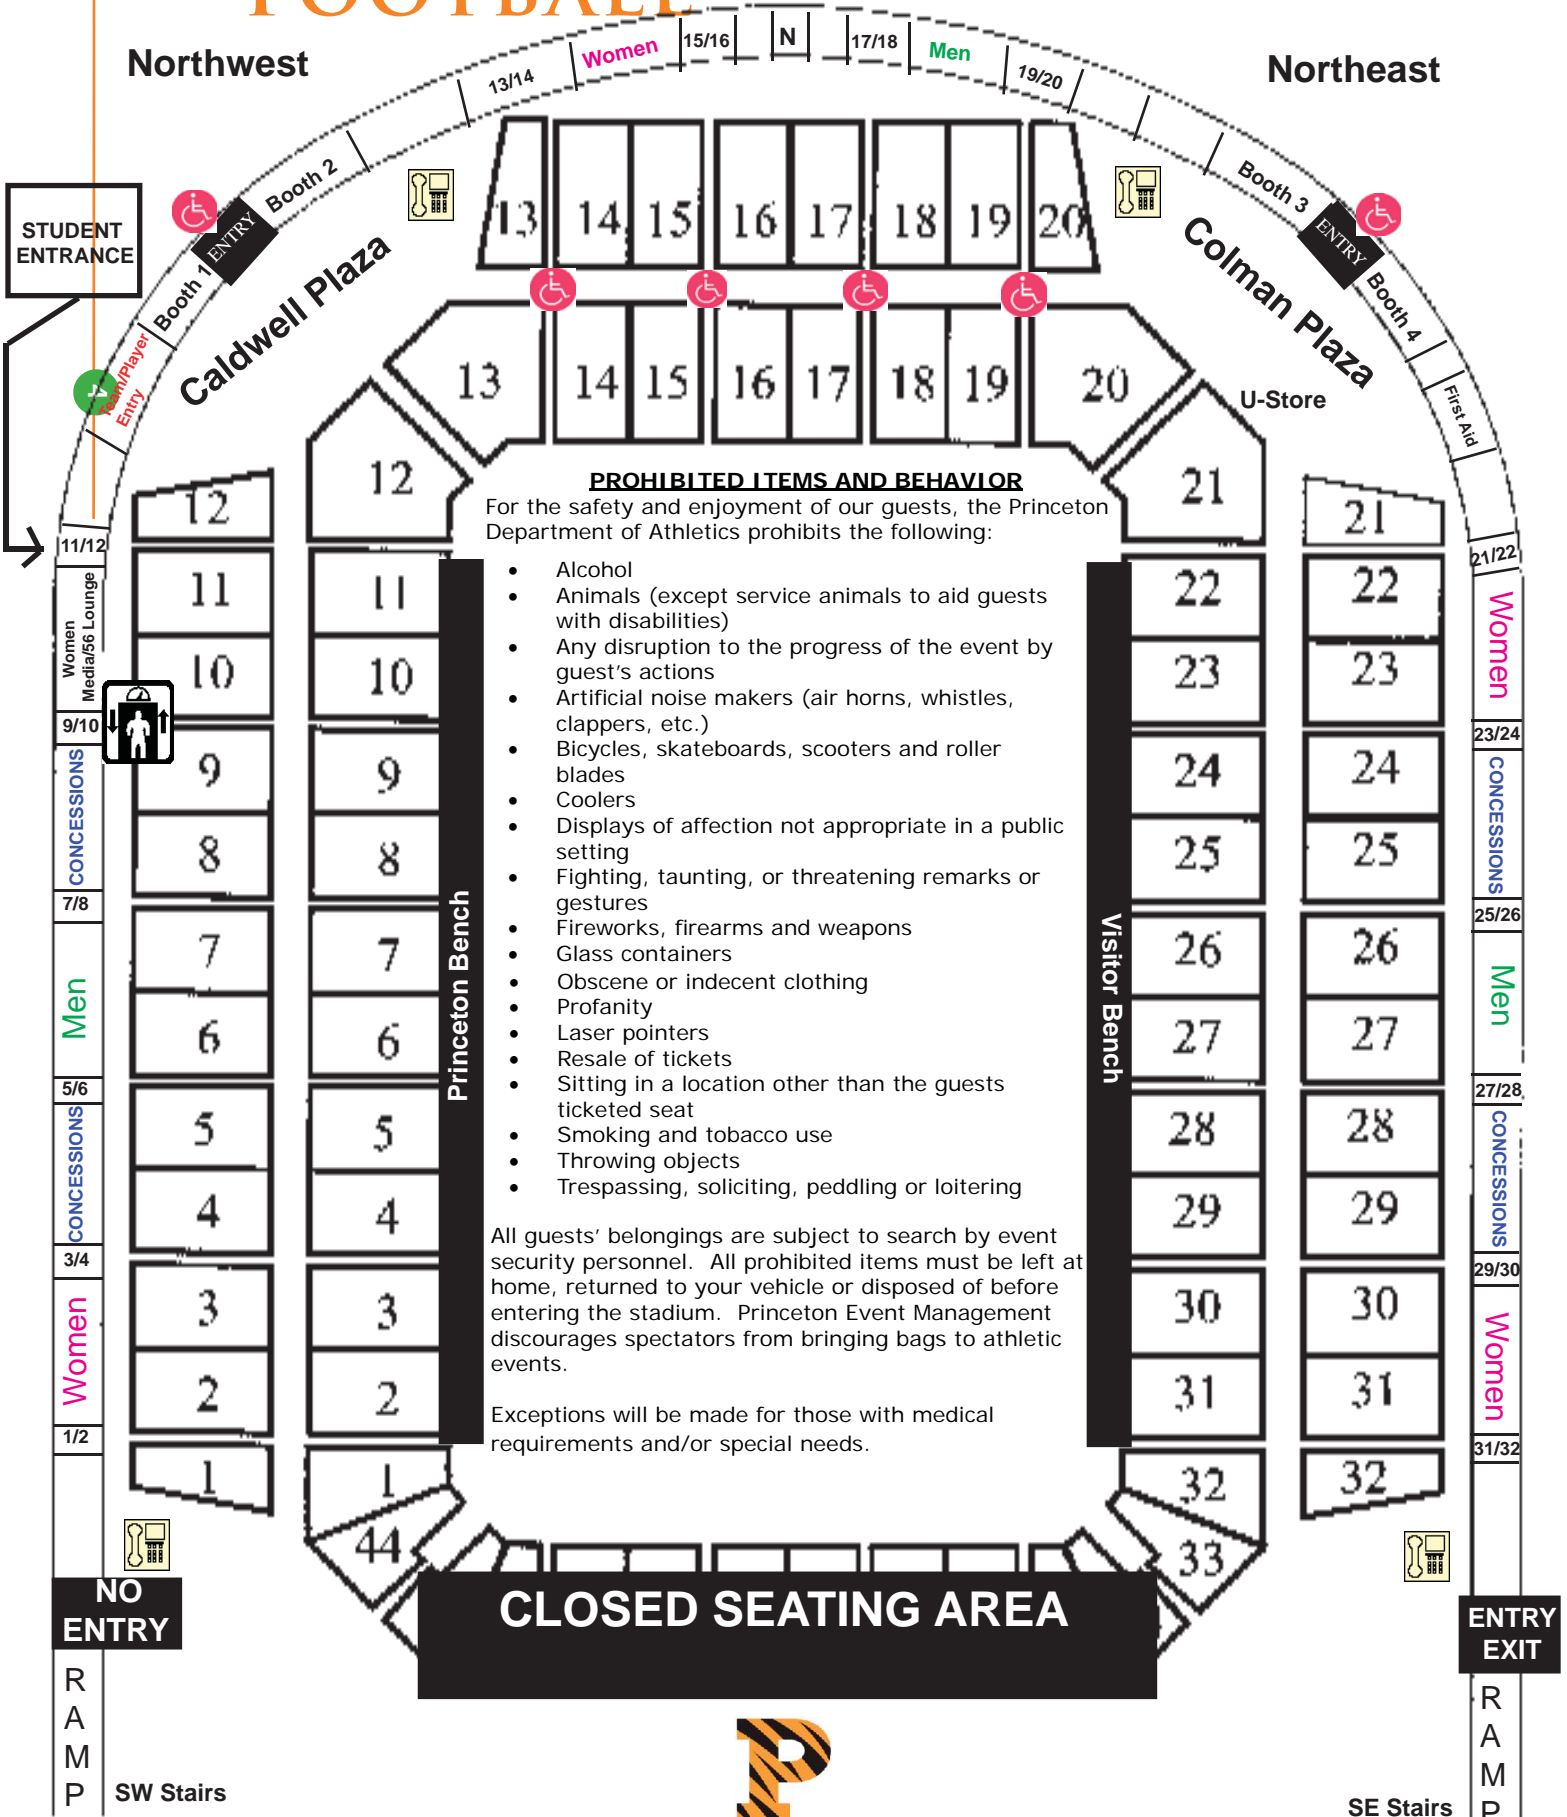 FOOTBALL
Northwest
Northeast
13/14
Women
15/16
N
17/18
Men
19/20
Booth 2
Booth 3
ENTRY
ENTRY
STUDENT
ENTRANCE
Booth 1
Booth 4
Caldwell Plaza
Colman Plaza
Team/Player
Entry
First Aid
U-Store
13
14
15
16
17
18
19
20
13
14
15
16
17
18
19
20
12
12
21
21
11/12
21/22
Women
Media/56 Lounge
9/10
CONCESSIONS
7/8
Men
5/6
CONCESSIONS
3/4
Women
1/2
11
11
10
10
9
9
8
8
7
7
6
6
5
5
4
4
3
3
2
2
1
1
44
Princeton Bench
PROHIBITED ITEMS AND BEHAVIOR
For the safety and enjoyment of our guests, the Princeton
Department of Athletics prohibits the following:
• Alcohol
• Animals (except service animals to aid guests
with disabilities)
• Any disruption to the progress of the event by
guest's actions
• Artificial noise makers (air horns, whistles,
clappers, etc.)
• Bicycles, skateboards, scooters and roller
blades
• Coolers
• Displays of affection not appropriate in a public
setting
• Fighting, taunting, or threatening remarks or
gestures
• Fireworks, firearms and weapons
• Glass containers
• Obscene or indecent clothing
• Profanity
• Laser pointers
• Resale of tickets
• Sitting in a location other than the guests
ticketed seat
• Smoking and tobacco use
• Throwing objects
• Trespassing, soliciting, peddling or loitering
All guests' belongings are subject to search by event
security personnel. All prohibited items must be left at
home, returned to your vehicle or disposed of before
entering the stadium. Princeton Event Management
discourages spectators from bringing bags to athletic
events.
Exceptions will be made for those with medical
requirements and/or special needs.
Visitor Bench
22
22
23
23
24
24
25
25
26
26
27
27
28
28
29
29
30
30
31
31
32
32
33
Women
23/24
CONCESSIONS
25/26
Men
27/28
CONCESSIONS
29/30
Women
31/32
NO
ENTRY
CLOSED SEATING AREA
ENTRY
EXIT
RAMP
SW Stairs
P
SE Stairs
RAMP